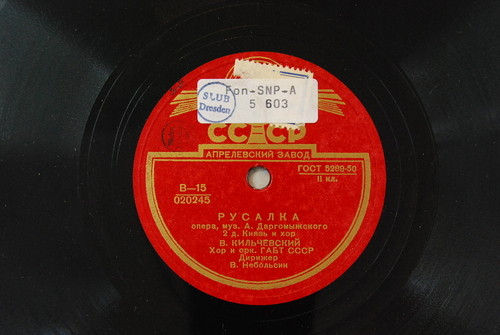 Fon-SNP-A
5 603
SLUB
Dresden
СССР
АПРЕЛЕВСКИЙ ЗАВОД
ГОСТ 5289-50
II кл.
В—15
020245
РУСАЛКА
опера, муз. А. Даргомыжского
2 д. Князь и хор
В. КИЛЬЧЕВСКИЙ
Хор и орк. ГАБТ СССР
Дирижер
В. Небольсин